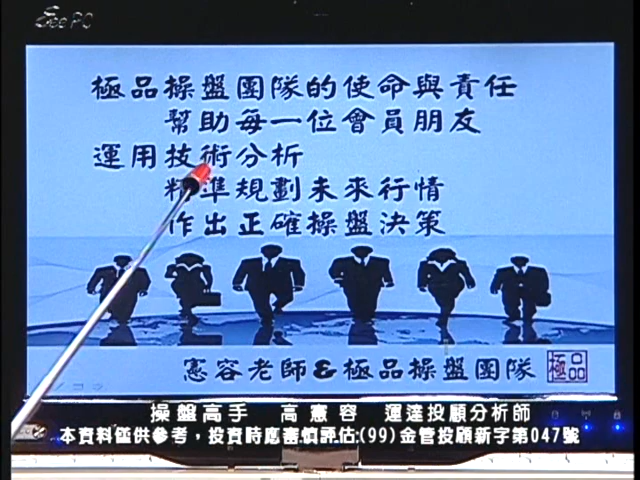 極品操盤團隊的使命與責任
幫助每一位會員朋友
運用技術分析
精準規劃未來行情
作出正確操盤決策
憲容老師&極品操盤團隊 極品
操盤高手 高憲容 運達投顧分析師
本資料僅供參考,投資時應審慎評估:(99)金管投顧新字第047號